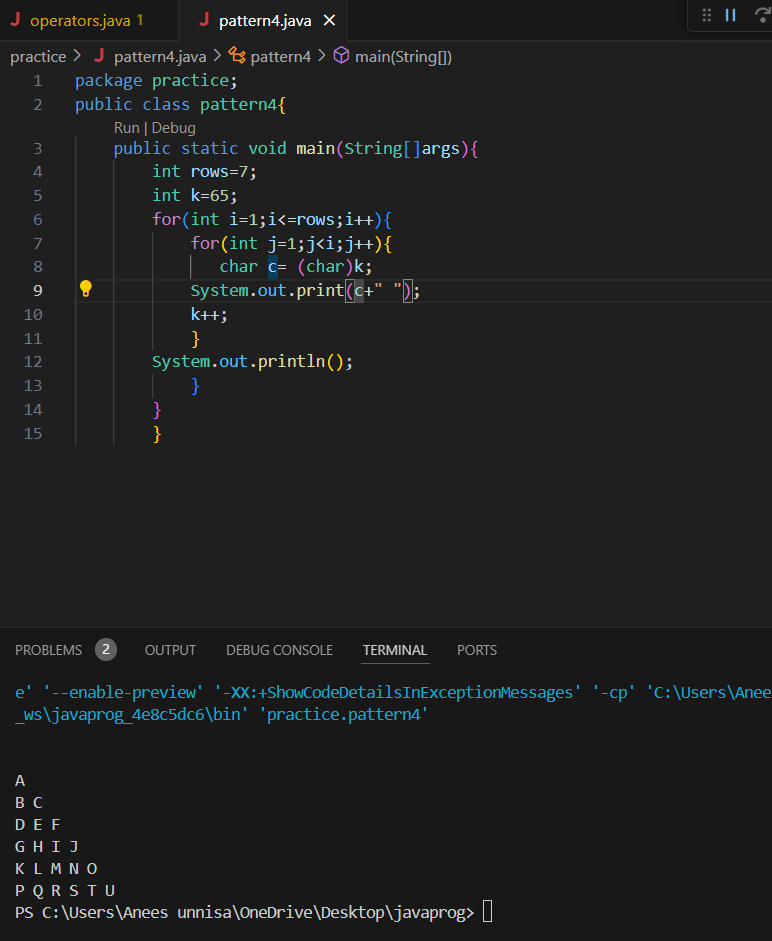 J operators.java 1
J pattern4.java ×
practice > J pattern4.java > pattern4 > main(String[])
1 package practice;
2 public class pattern4{
Run | Debug
3 public static void main(String[]args){
4 int rows=7;
5 int k=65;
6 for(int i=1;i<=rows;i++){
7 for(int j=1;j<i;j++){
8 char c= (char)k;
9 System.out.print(c+" ");
10 k++;
11 }
12 System.out.println();
13 }
14 }
15 }
PROBLEMS 2 OUTPUT DEBUG CONSOLE TERMINAL PORTS
e' '--enable-preview' '-XX:+ShowCodeDetailsInExceptionMessages' '-cp' 'C:\Users\Anee
_ws\javaprog_4e8c5dc6\bin' 'practice.pattern4'
A
B C
D E F
G H I J
K L M N O
P Q R S T U
PS C:\Users\Anees unnisa\OneDrive\Desktop\javaprog>